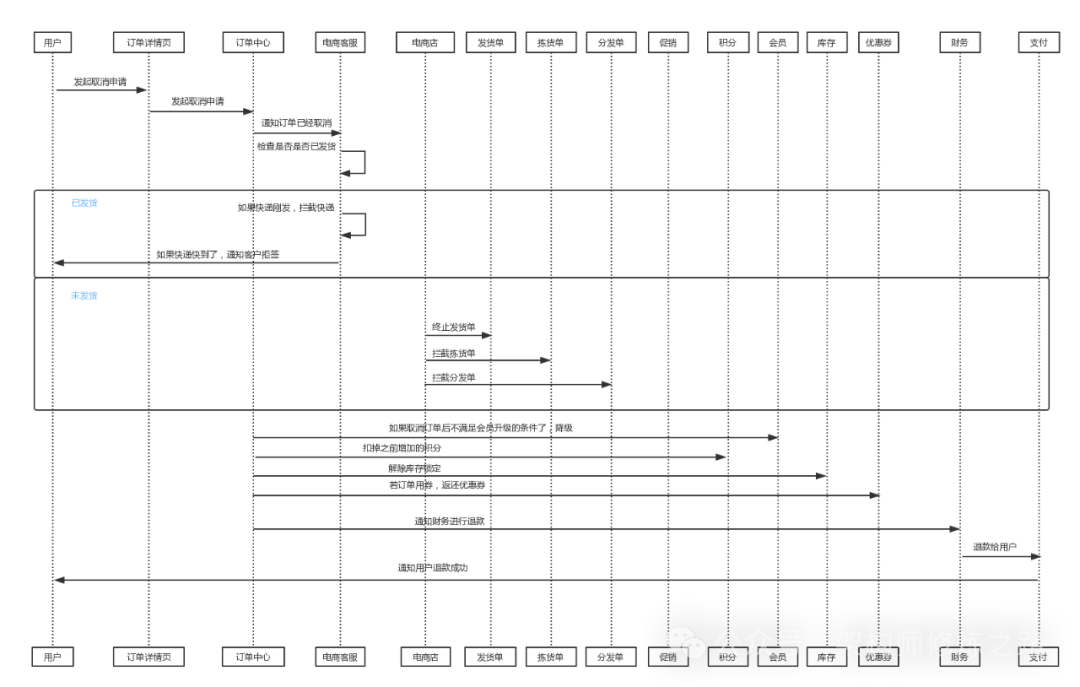 用户 订单详情页 订单中心 电商客服 电商店 发货单 拣货单 分发单 促销 积分 会员 库存 优惠券 财务 支付
发起取消申请
发起取消申请
通知订单已经取消
检查是否是否已发货
已发货
如果快递刚发，拦截快递
如果快递快到了，通知客户拒签
未发货
终止发货单
拦截拣货单
拦截分发单
如果取消订单后不满足会员升级的条件了，降级
扣掉之前增加的积分
解除库存锁定
若订单用券，返还优惠券
通知财务进行退款
退款给用户
通知用户退款成功
用户 订单详情页 订单中心 电商客服 电商店 发货单 拣货单 分发单 促销 积分 会员 库存 优惠券 财务 支付